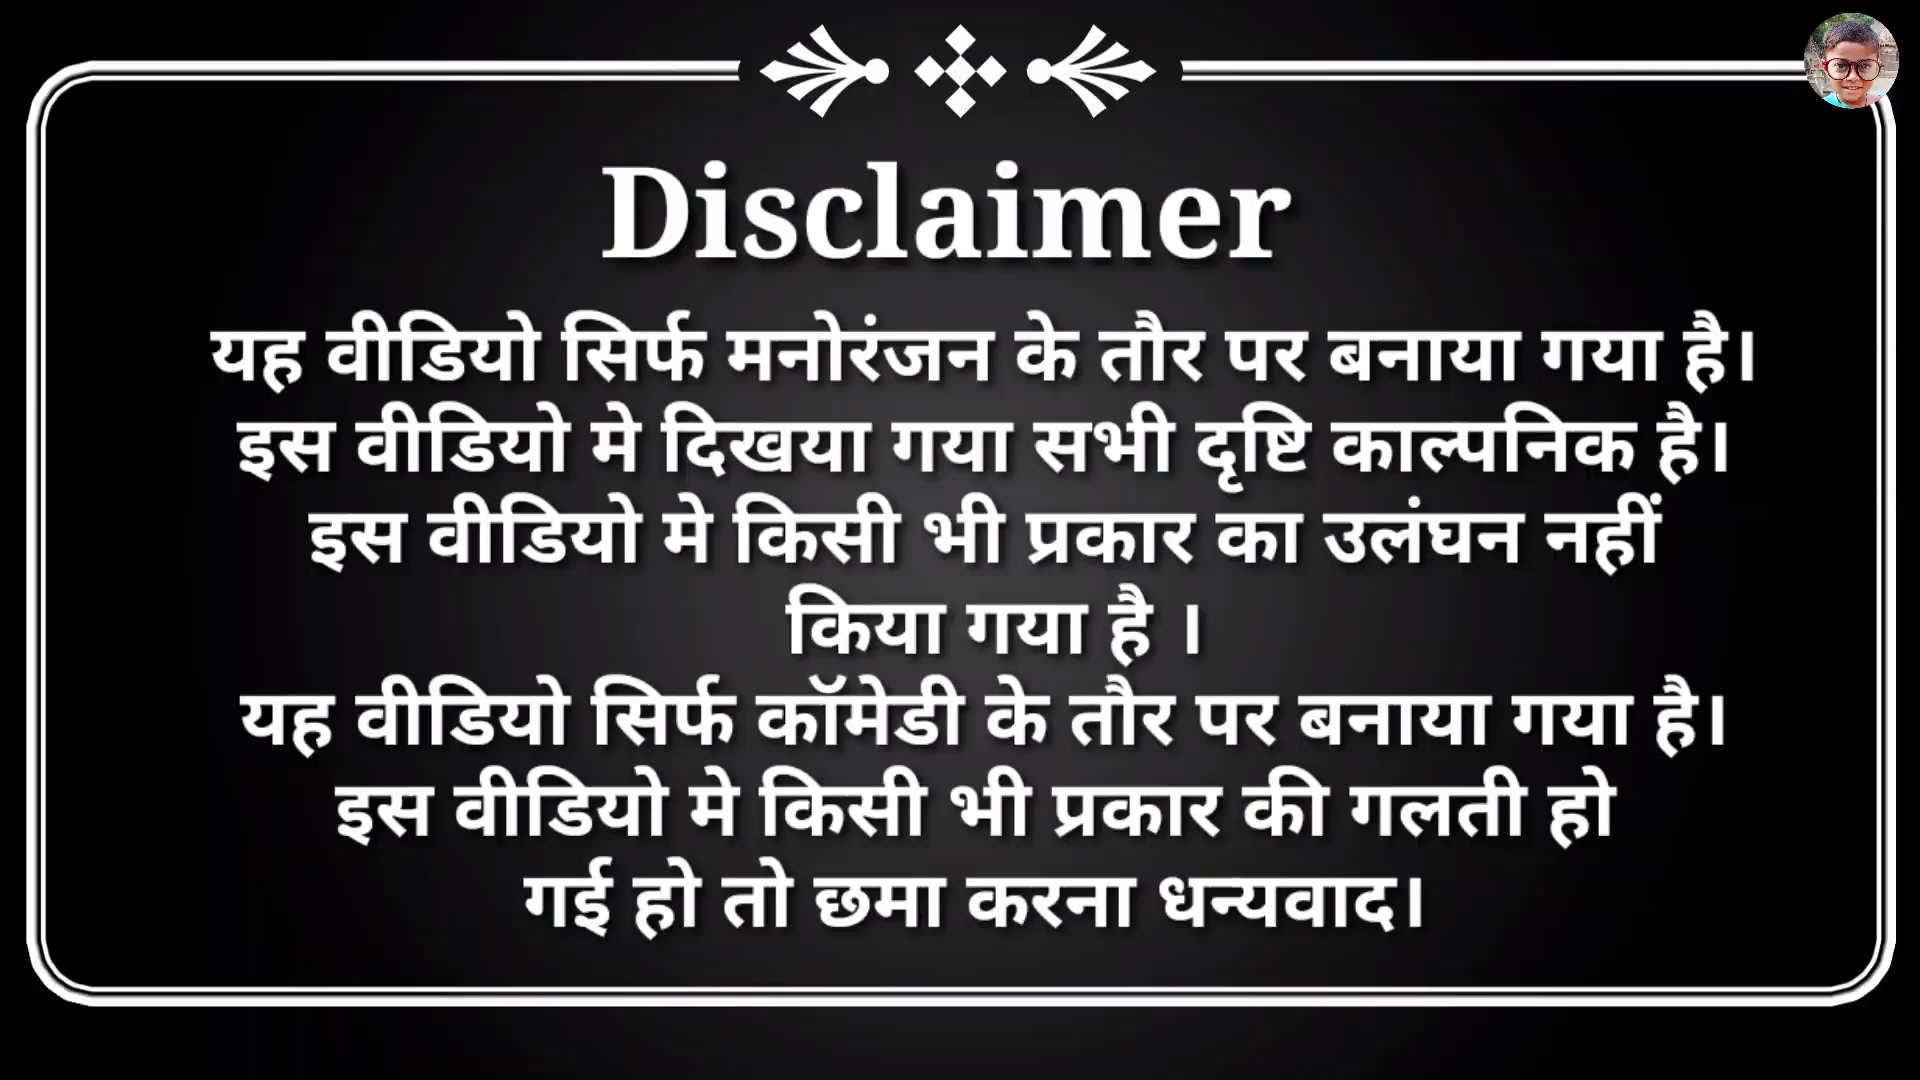 Disclaimer
यह वीडियो सिर्फ मनोरंजन के तौर पर बनाया गया है।
इस वीडियो मे दिखया गया सभी दृष्टि काल्पनिक है।
इस वीडियो मे किसी भी प्रकार का उलंघन नहीं
किया गया है ।
यह वीडियो सिर्फ कॉमेडी के तौर पर बनाया गया है।
इस वीडियो मे किसी भी प्रकार की गलती हो
गई हो तो छमा करना धन्यवाद।